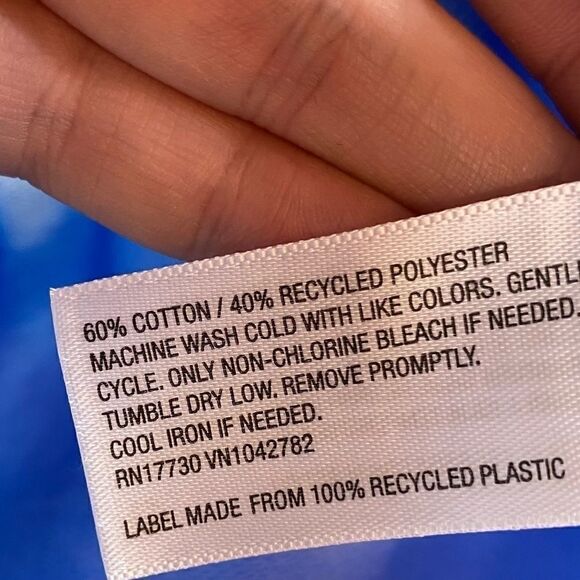 60% COTTON / 40% RECYCLED POLYESTER
MACHINE WASH COLD WITH LIKE COLORS. GENTL
CYCLE. ONLY NON-CHLORINE BLEACH IF NEEDED.
TUMBLE DRY LOW. REMOVE PROMPTLY.
COOL IRON IF NEEDED.
RN17730 VN1042782
LABEL MADE FROM 100% RECYCLED PLASTIC